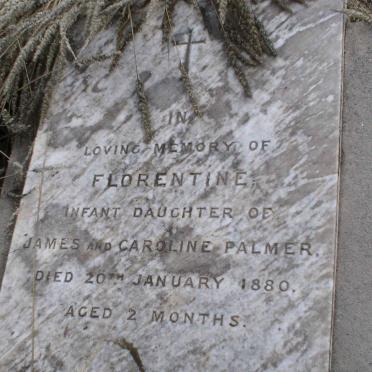 IN
LOVING MEMORY OF
FLORENTINE,
INFANT DAUGHTER OF
JAMES AND CAROLINE PALMER.
DIED 20TH JANUARY 1880.
AGED 2 MONTHS.